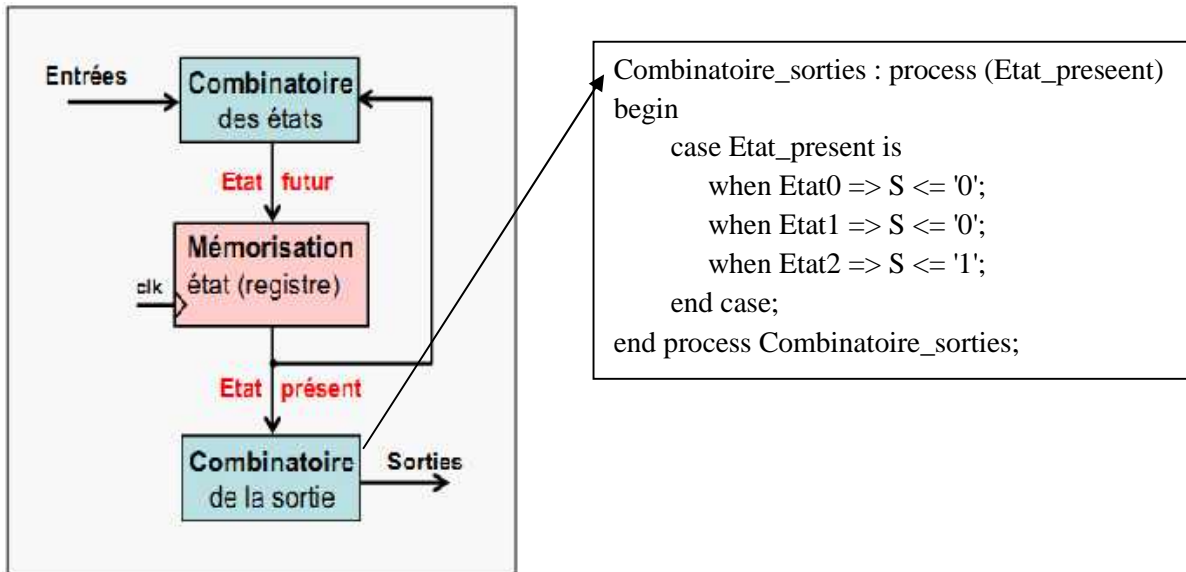 Entrées
Combinatoire
des états
Etat futur
Mémorisation
état (registre)
clk
Etat présent
Combinatoire
de la sortie
Sorties
Combinatoire_sorties : process (Etat_preseent)
begin
case Etat_present is
when Etat0 => S <= '0';
when Etat1 => S <= '0';
when Etat2 => S <= '1';
end case;
end process Combinatoire_sorties;